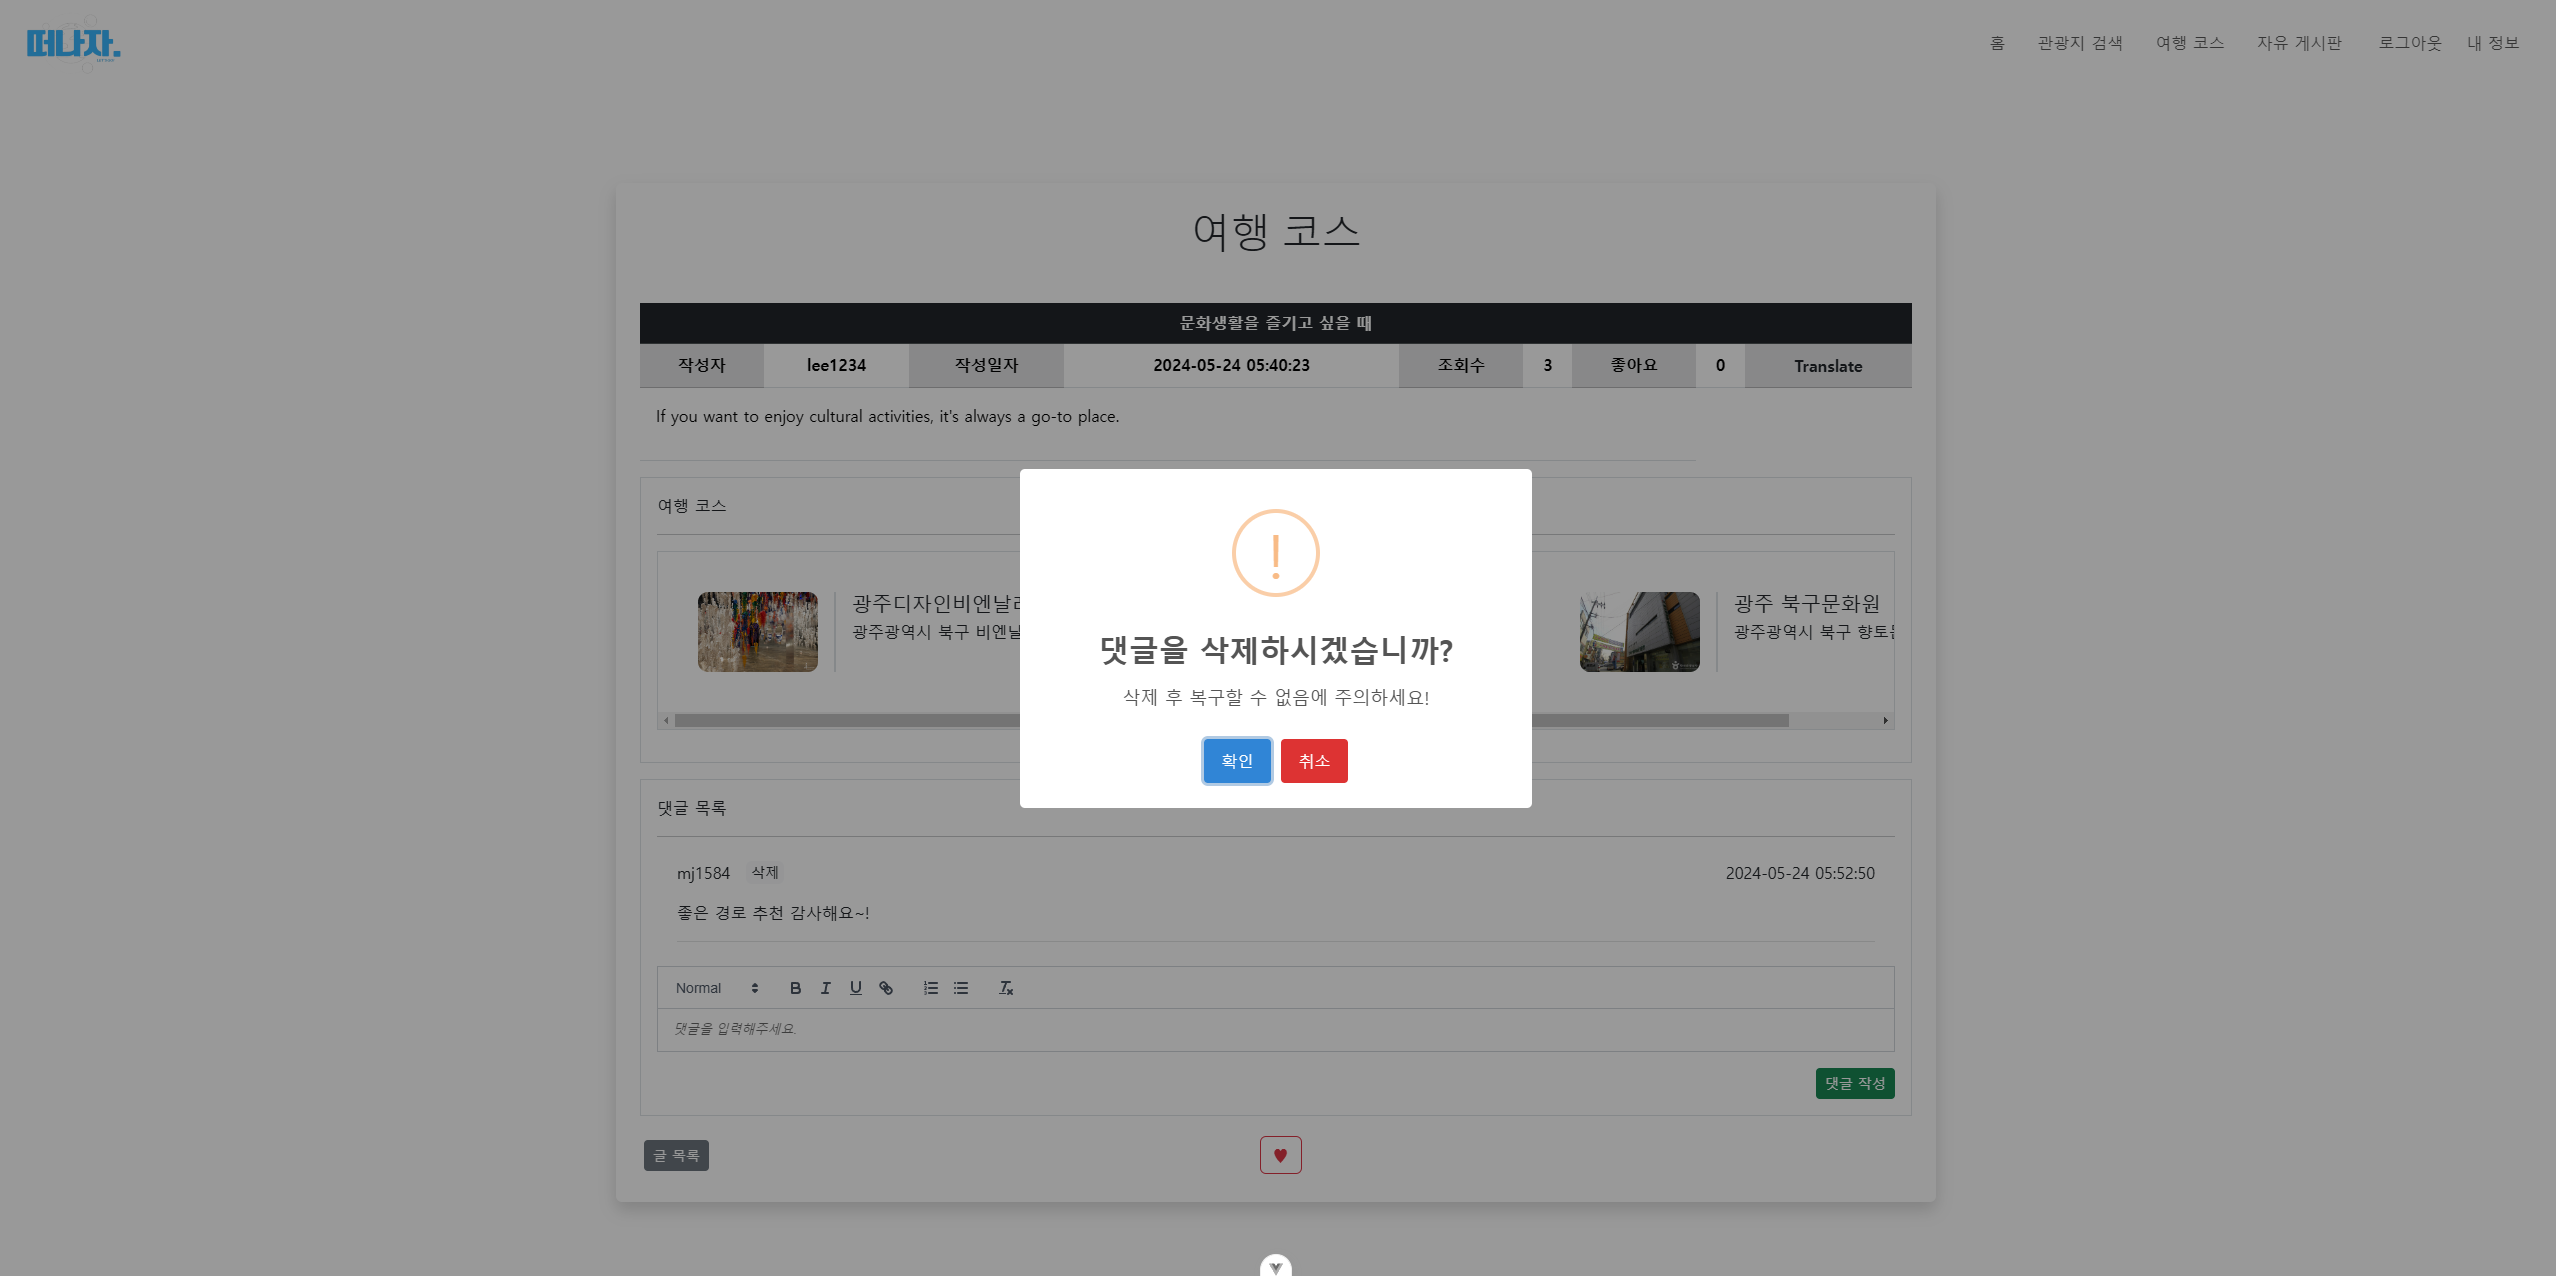 떠나자.
홈 관광지 검색 여행 코스 자유 게시판 로그아웃 내 정보
여행 코스
문화생활을 즐기고 싶을 때
작성자 lee1234 작성일자 2024-05-24 05:40:23 조회수 3 좋아요 0 Translate
If you want to enjoy cultural activities, it's always a go-to place.
여행 코스
광주디자인비엔날
광주광역시 북구 비엔날
광주 북구문화원
광주광역시 북구 향토
!
댓글을 삭제하시겠습니까?
삭제 후 복구할 수 없음에 주의하세요!
확인 취소
댓글 목록
mj1584 삭제 2024-05-24 05:52:50
좋은 경로 추천 감사해요~!
Normal
댓글을 입력해주세요.
댓글 작성
글 목록